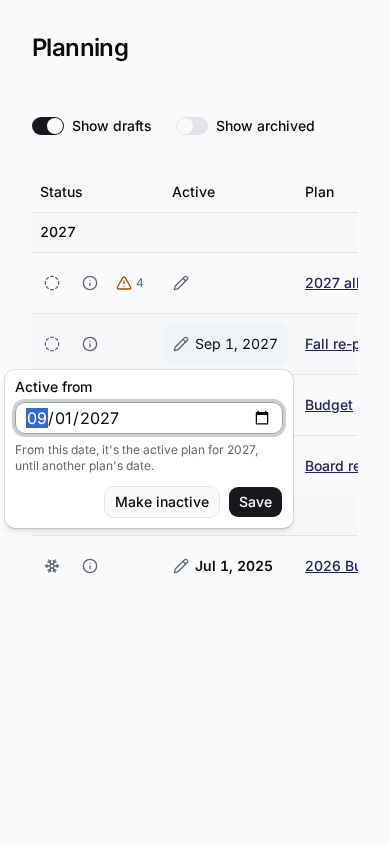 Planning
Show drafts Show archived
Status Active Plan
2027
4 2027 all
Sep 1, 2027 Fall re-p
Active from
09/01/2027
Budget
From this date, it's the active plan for 2027,
until another plan's date.
Board re
Make inactive Save
Jul 1, 2025 2026 Bu